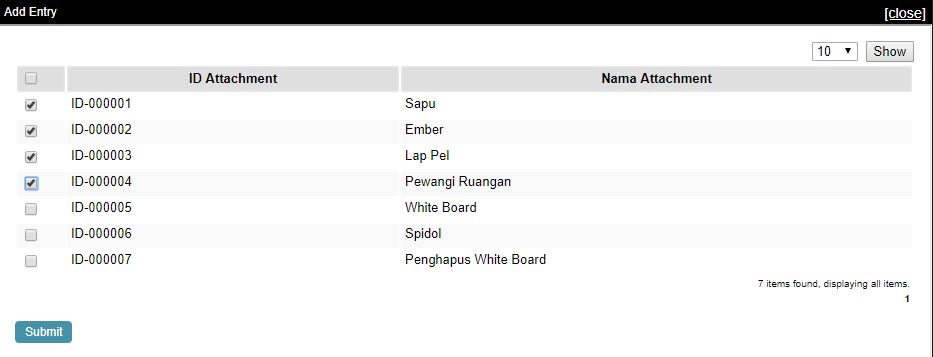 Add Entry [close]
10 Show
ID Attachment Nama Attachment
ID-000001 Sapu
ID-000002 Ember
ID-000003 Lap Pel
ID-000004 Pewangi Ruangan
ID-000005 White Board
ID-000006 Spidol
ID-000007 Penghapus White Board
7 items found, displaying all items.
1
Submit